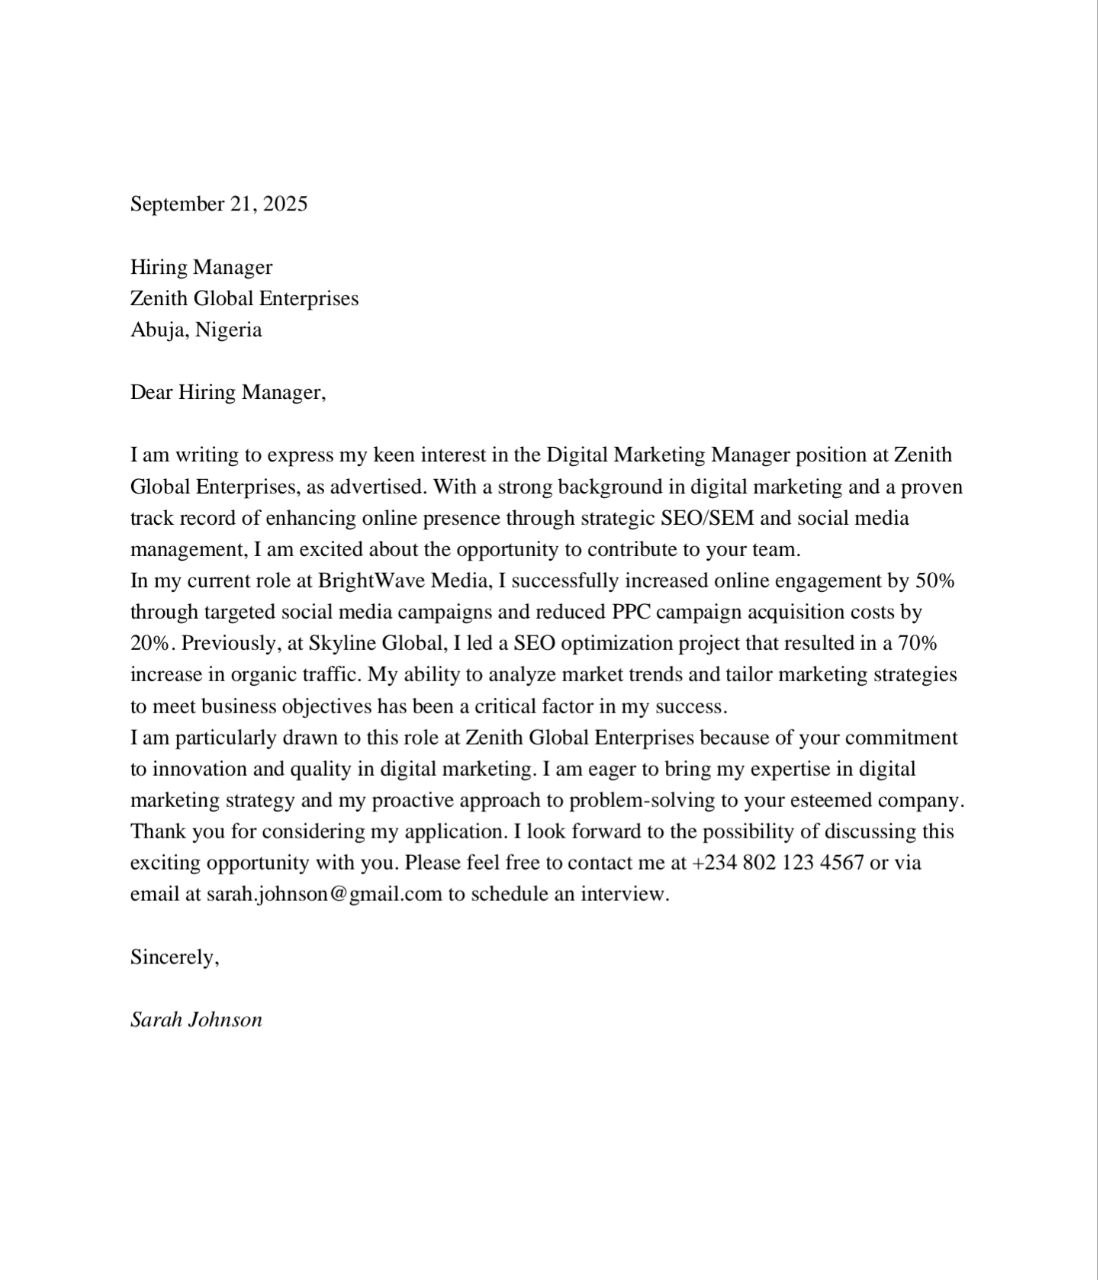 September 21, 2025
Hiring Manager
Zenith Global Enterprises
Abuja, Nigeria
Dear Hiring Manager,
I am writing to express my keen interest in the Digital Marketing Manager position at Zenith
Global Enterprises, as advertised. With a strong background in digital marketing and a proven
track record of enhancing online presence through strategic SEO/SEM and social media
management, I am excited about the opportunity to contribute to your team.
In my current role at BrightWave Media, I successfully increased online engagement by 50%
through targeted social media campaigns and reduced PPC campaign acquisition costs by
20%. Previously, at Skyline Global, I led a SEO optimization project that resulted in a 70%
increase in organic traffic. My ability to analyze market trends and tailor marketing strategies
to meet business objectives has been a critical factor in my success.
I am particularly drawn to this role at Zenith Global Enterprises because of your commitment
to innovation and quality in digital marketing. I am eager to bring my expertise in digital
marketing strategy and my proactive approach to problem-solving to your esteemed company.
Thank you for considering my application. I look forward to the possibility of discussing this
exciting opportunity with you. Please feel free to contact me at +234 802 123 4567 or via
email at sarah.johnson@gmail.com to schedule an interview.
Sincerely,
Sarah Johnson